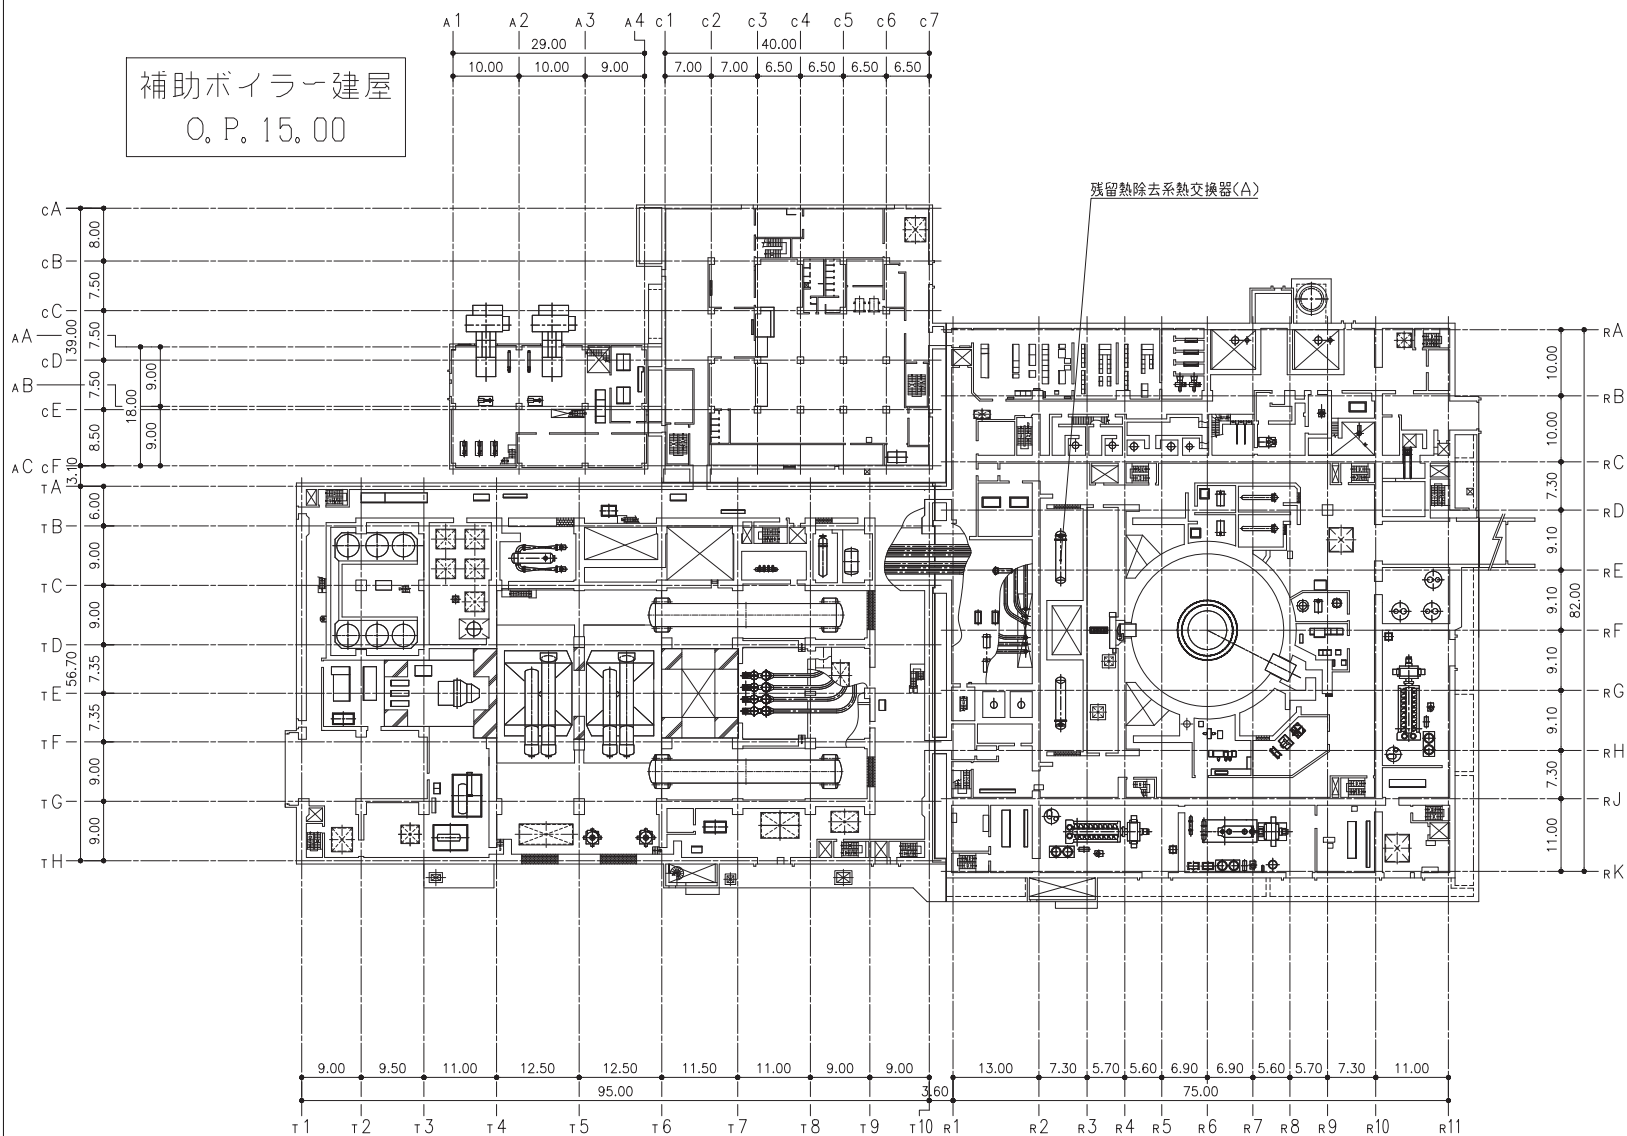 A1 A2 A3 A4 c1 c2 c3 c4 c5 c6 c7
29.00 40.00
10.00 10.00 9.00 7.00 7.00 6.50 6.50 6.50 6.50
補助ボイラー建屋
O.P.15.00
残留熱除去系熱交換器(A)
cA
8.00
cB
7.50
cC
AA
39.00
7.50
cD
AB
7.50
9.00
18.00
cE
8.50
9.00
AC cF
3.10
TA
6.00
TB
9.00
TC
9.00
TD
56.70
7.35
TE
7.35
TF
9.00
TG
9.00
TH
RA
10.00
RB
10.00
RC
7.30
RD
9.10
RE
9.10
82.00
RF
9.10
RG
9.10
RH
7.30
RJ
11.00
RK
9.00 9.50 11.00 12.50 12.50 11.50 11.00 9.00 9.00 13.00 7.30 5.70 5.60 6.90 6.90 5.60 5.70 7.30 11.00
95.00 3.60 75.00
T1 T2 T3 T4 T5 T6 T7 T8 T9 T10 R1 R2 R3 R4 R5 R6 R7 R8 R9 R10 R11